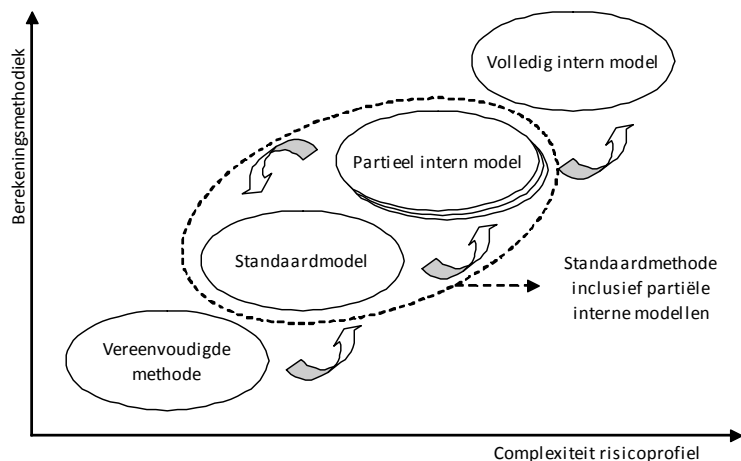 Berekeningsmethodiek
Volledig intern model
Partieel intern model
Standaardmodel
Standaardmethode
inclusief partiële
interne modellen
Vereenvoudigde
methode
Complexiteit risicoprofiel